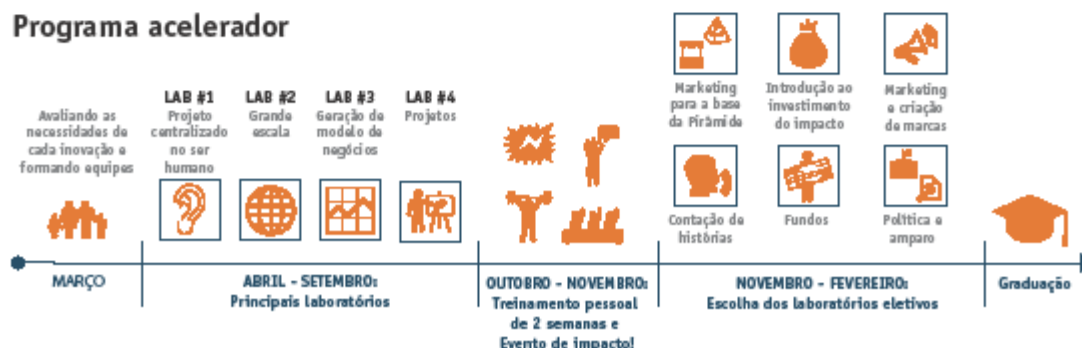 Programa acelerador
Avaliando as
necessidades de
cada inovação e
formando equipes
LAB #1
Projeto
centralizado
no ser
humano
LAB #2
Grande
escala
LAB #3
Geração de
modelo de
negócios
LAB #4
Projetos
Marketing
para a base
da Pirâmide
Introdução ao
investimento
do impacto
Marketing
e criação
de marcas
Contação de
histórias
Fundos
Política e
amparo
MARÇO
ABRIL - SETEMBRO:
Principais laboratórios
OUTOBRO - NOVEMBRO:
Treinamento pessoal
de 2 semanas e
Evento de impacto!
NOVEMBRO - FEVEREIRO:
Escolha dos laboratórios eletivos
Graduação